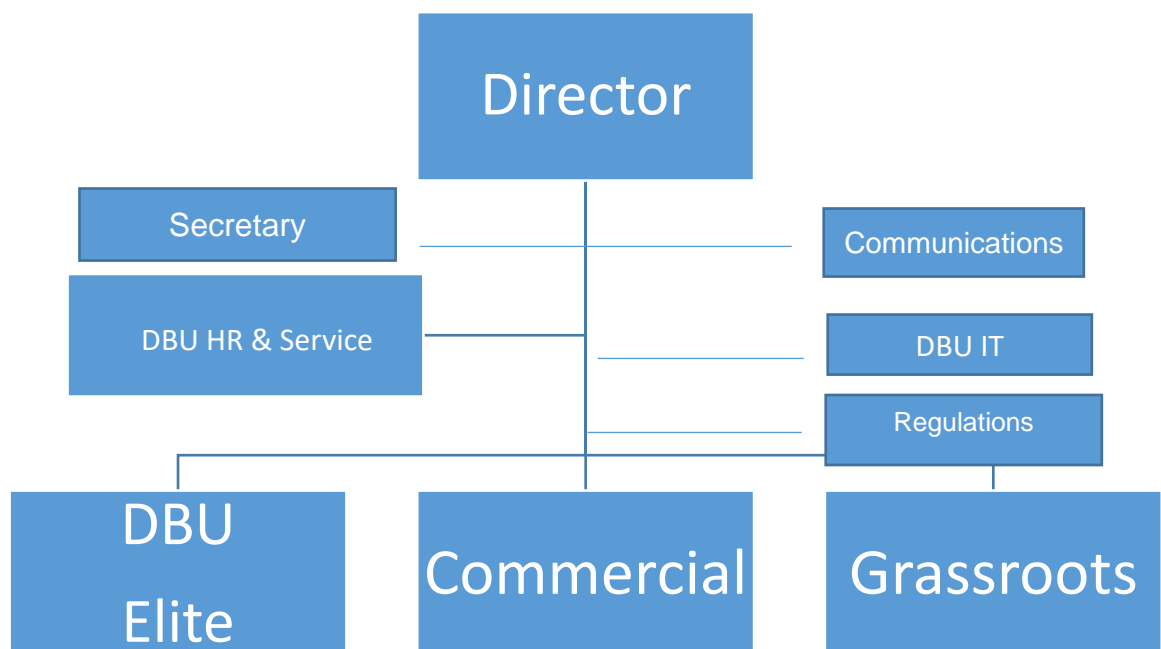 Director
Secretary
Communications
DBU HR & Service
DBU IT
Regulations
DBU
Elite
Commercial
Grassroots